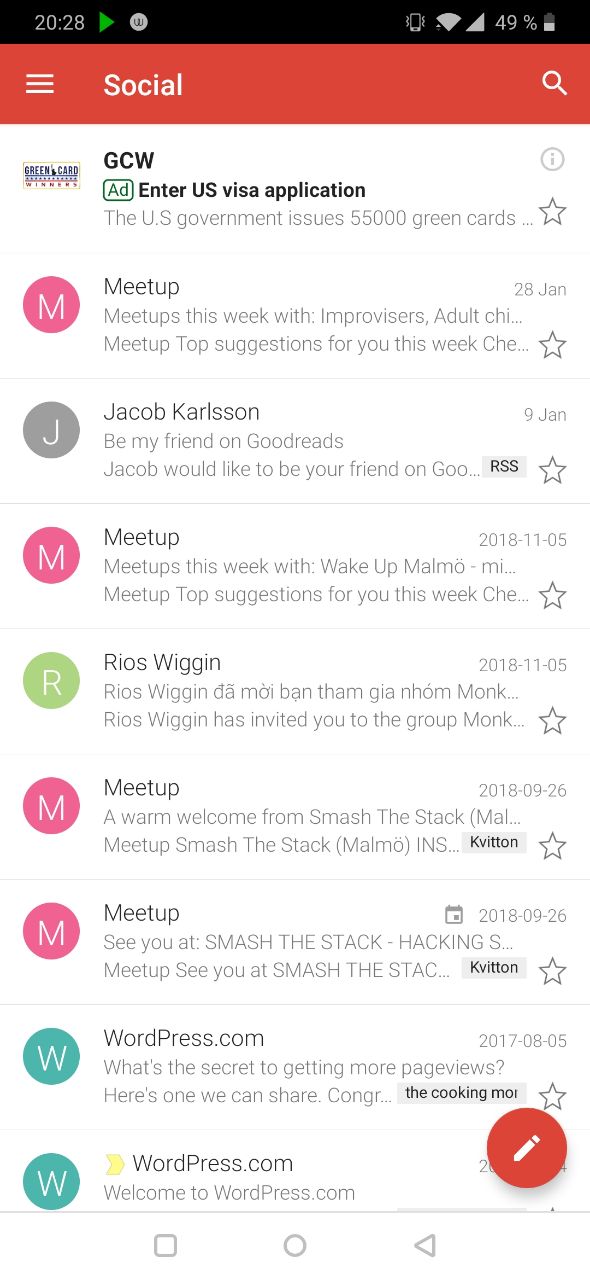 20:28
49 %
Social
GREEN CARD
WINNERS
GCW
Ad Enter US visa application
The U.S government issues 55000 green cards ...
M
Meetup
28 Jan
Meetups this week with: Improvisers, Adult chi...
Meetup Top suggestions for you this week Che...
J
Jacob Karlsson
9 Jan
Be my friend on Goodreads
Jacob would like to be your friend on Goo... RSS
M
Meetup
2018-11-05
Meetups this week with: Wake Up Malmö - mi...
Meetup Top suggestions for you this week Che...
R
Rios Wiggin
2018-11-05
Rios Wiggin đã mời bạn tham gia nhóm Monk...
Rios Wiggin has invited you to the group Monk...
M
Meetup
2018-09-26
A warm welcome from Smash The Stack (Mal...
Meetup Smash The Stack (Malmö) INS... Kvitton
M
Meetup
2018-09-26
See you at: SMASH THE STACK - HACKING S...
Meetup See you at SMASH THE STAC... Kvitton
W
WordPress.com
2017-08-05
What's the secret to getting more pageviews?
Here's one we can share. Congr... the cooking
W
WordPress.com
Welcome to WordPress.com